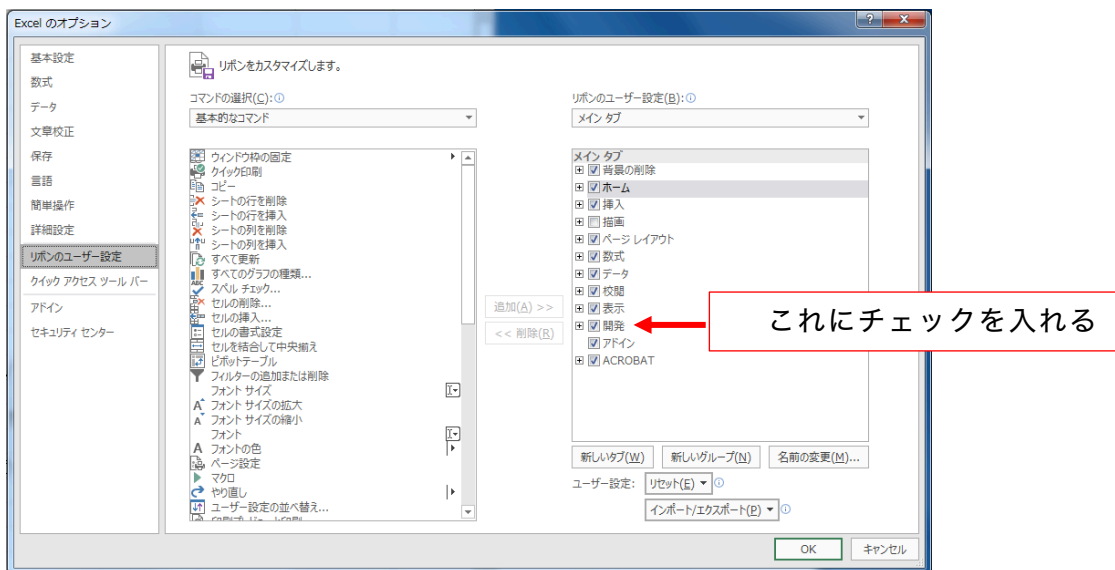 Excel のオプション
基本設定
数式
データ
文章校正
保存
言語
簡単操作
詳細設定
リボンのユーザー設定
クイック アクセス ツール バー
アドイン
セキュリティ センター
リボンをカスタマイズします。
コマンドの選択(C):
基本的なコマンド
ウィンドウ枠の固定
クイック印刷
コピー
シートの行を削除
シートの行を挿入
シートの列を削除
シートの列を挿入
すべて更新
すべてのグラフの種類...
スペル チェック...
セルの削除...
セルの挿入...
セルの書式設定
セルを結合して中央揃え
ピボットテーブル
フィルターの追加または削除
フォント サイズ
フォント サイズの拡大
フォント サイズの縮小
フォント
フォントの色
ページ設定
マクロ
やり直し
ユーザー設定の並べ替え...
追加(A) >>
<< 削除(R)
リボンのユーザー設定(B):
メイン タブ
メイン タブ
背景の削除
ホーム
挿入
描画
ページ レイアウト
数式
データ
校閲
表示
開発
アドイン
ACROBAT
これにチェックを入れる
新しいタブ(W) 新しいグループ(N) 名前の変更(M)...
ユーザー設定: リセット(E)
インポート/エクスポート(P)
OK キャンセル